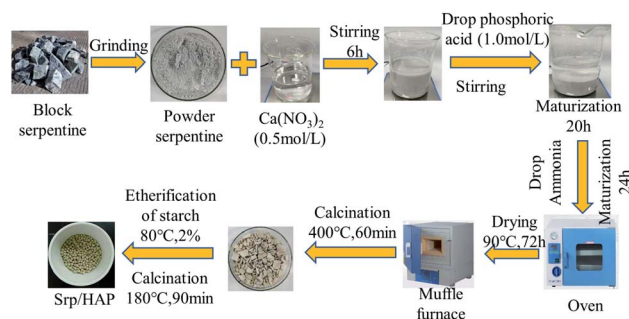 Grinding
Block
serpentine
Powder
serpentine
Ca(NO₃)₂
(0.5mol/L)
Stirring
6h
Drop phosphoric
acid (1.0mol/L)
Stirring
Maturization
20h
Drop
Ammonia
Maturization
24h
Oven
Drying
90℃,72h
Muffle
furnace
Calcination
400℃,60min
Etherification
of starch
80℃,2%
Calcination
180℃,90min
Srp/HAP